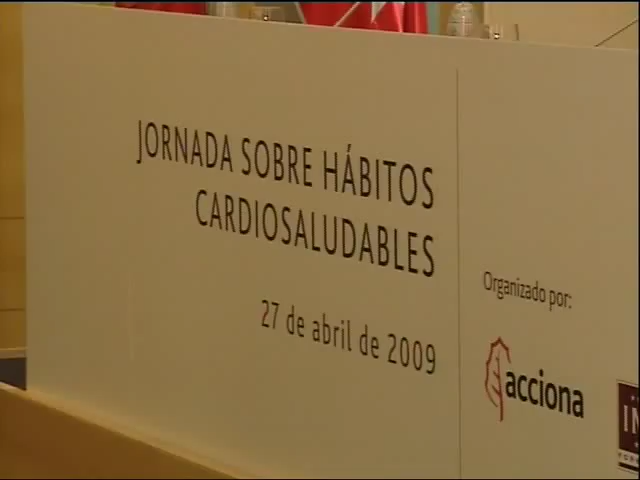 JORNADA SOBRE HÁBITOS
CARDIOSALUDABLES
27 de abril de 2009
Organizado por:
acciona